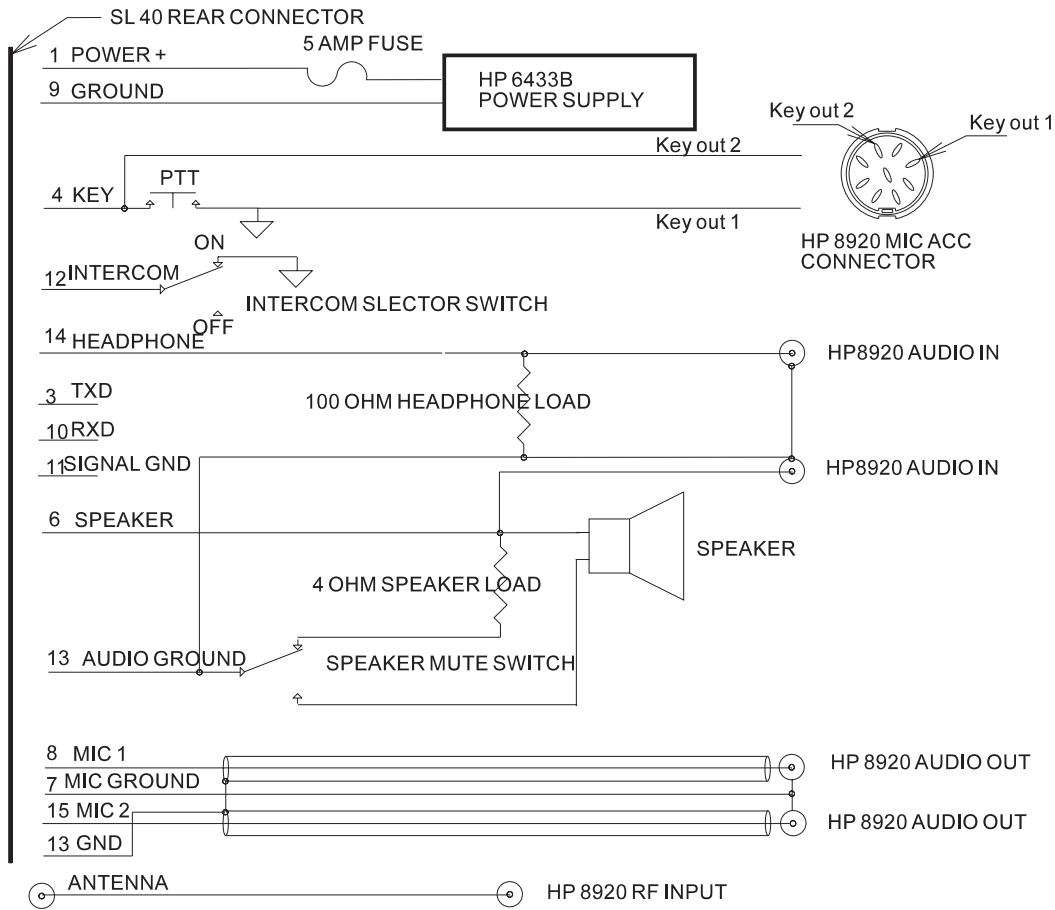 SL 40 REAR CONNECTOR
1 POWER +
5 AMP FUSE
9 GROUND
HP 6433B
POWER SUPPLY
Key out 2
Key out 1
Key out 2
4 KEY
PTT
Key out 1
HP 8920 MIC ACC
CONNECTOR
ON
12 INTERCOM
INTERCOM SLECTOR SWITCH
OFF
14 HEADPHONE
HP8920 AUDIO IN
3 TXD
100 OHM HEADPHONE LOAD
10 RXD
11 SIGNAL GND
HP8920 AUDIO IN
6 SPEAKER
SPEAKER
4 OHM SPEAKER LOAD
13 AUDIO GROUND
SPEAKER MUTE SWITCH
8 MIC 1
HP 8920 AUDIO OUT
7 MIC GROUND
15 MIC 2
HP 8920 AUDIO OUT
13 GND
ANTENNA
HP 8920 RF INPUT